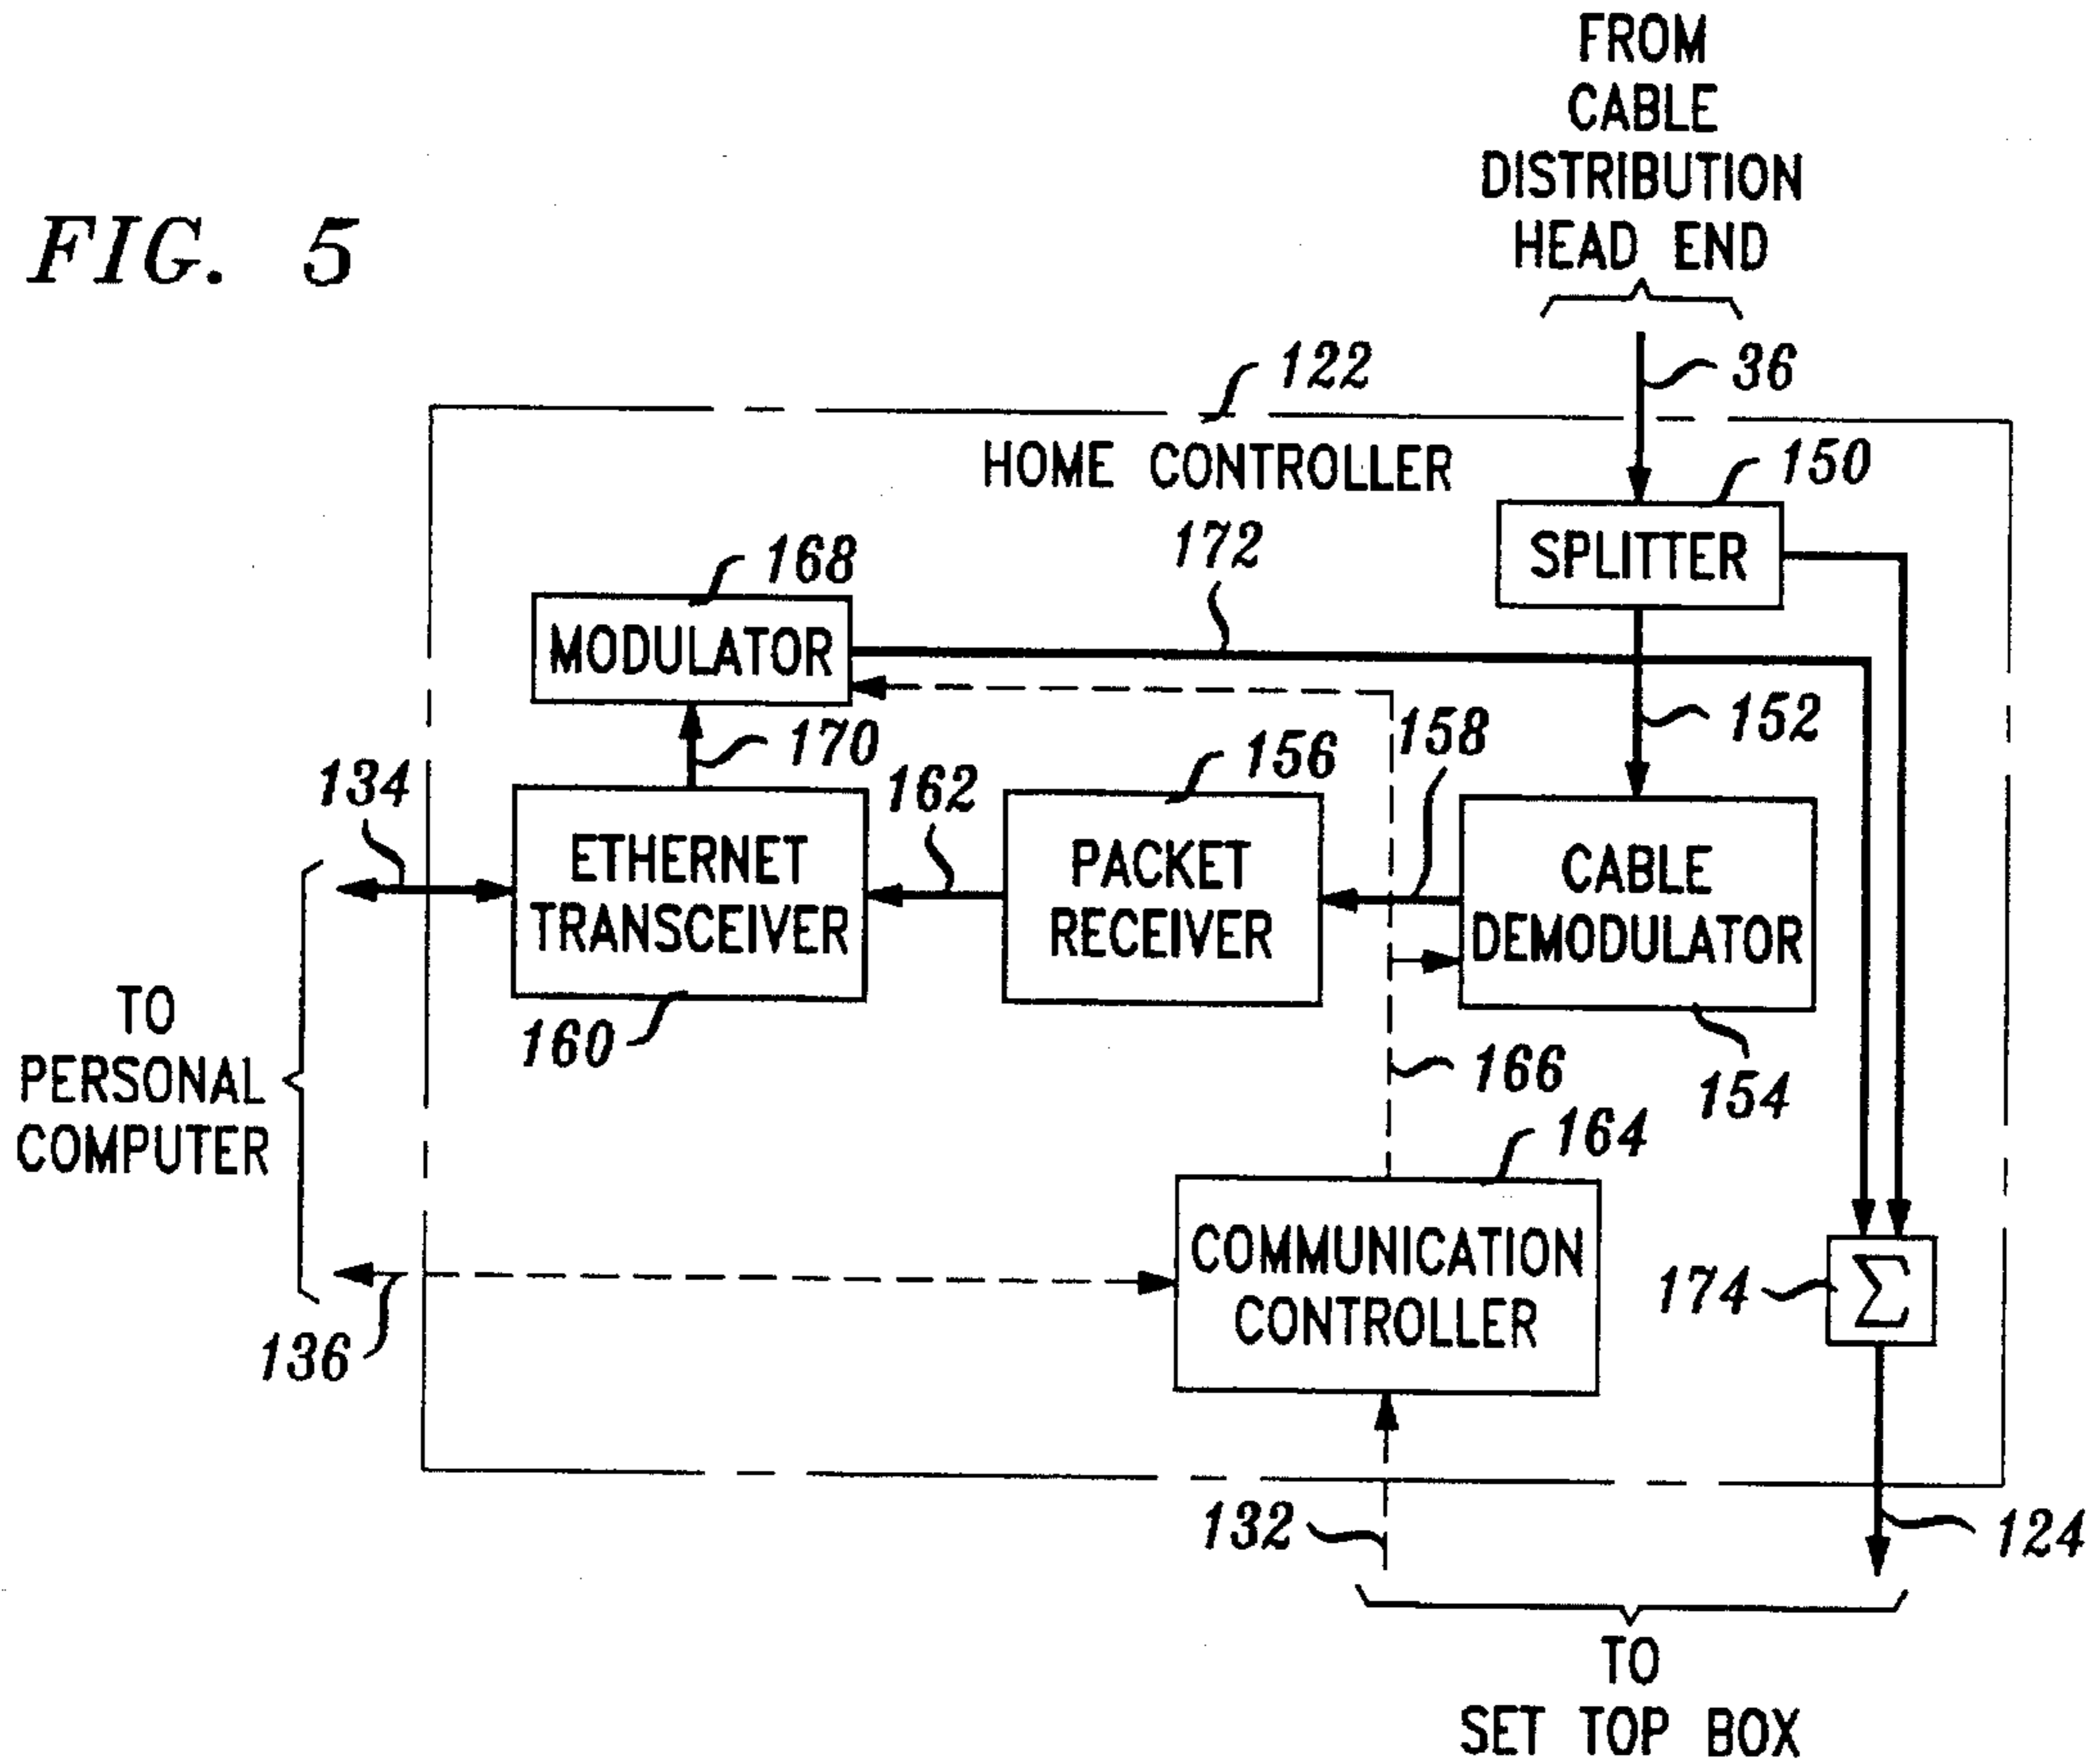 FROM
CABLE
DISTRIBUTION
HEAD END
FIG. 5
36
122
HOME CONTROLLER
150
SPLITTER
172
168
MODULATOR
152
170
158
156
162
134
ETHERNET
TRANSCEIVER
PACKET
RECEIVER
CABLE
DEMODULATOR
160
166
154
TO
PERSONAL
COMPUTER
164
COMMUNICATION
CONTROLLER
174
Σ
136
132
124
TO
SET TOP BOX